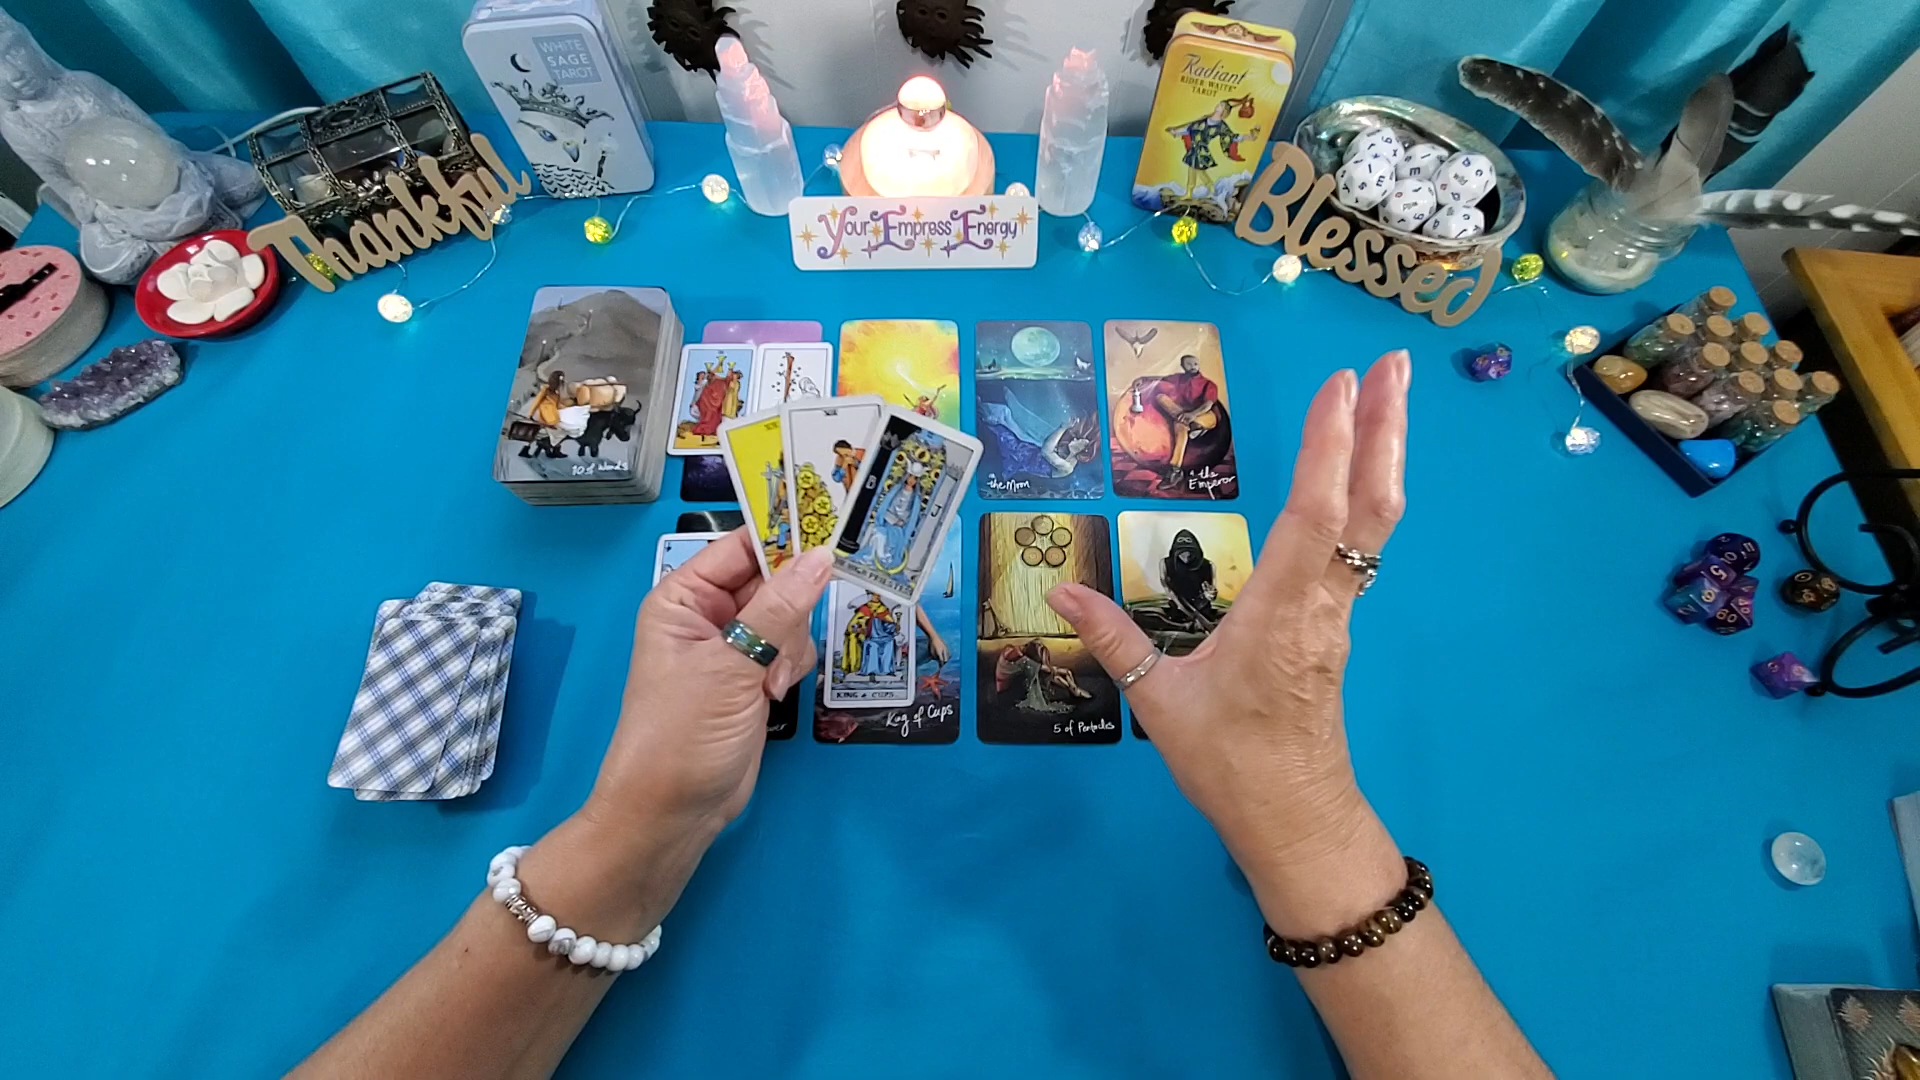 WHITE
SAGE
TAROT
Radiant
RIDER-WAITE
TAROT
Thankful
Blessed
Your Empress Energy
10 of Wands
the Moon
the
Emperor
B
J
KING of CUPS.
King of Cups
5 of Pentacles